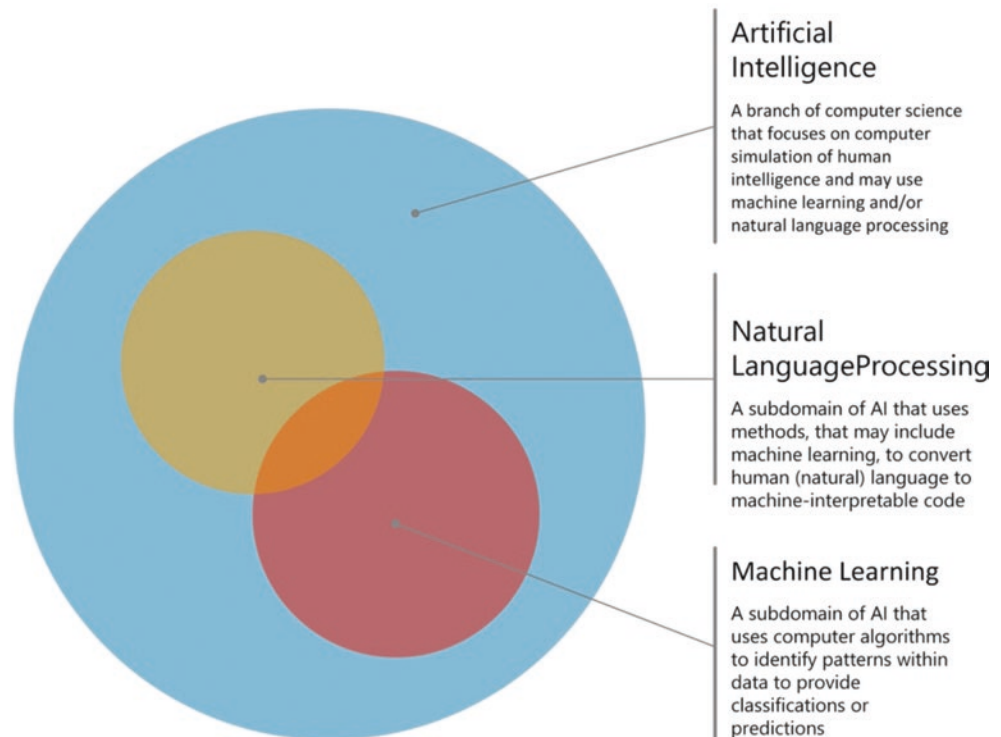 Artificial
Intelligence
A branch of computer science
that focuses on computer
simulation of human
intelligence and may use
machine learning and/or
natural language processing
Natural
LanguageProcessing
A subdomain of AI that uses
methods, that may include
machine learning, to convert
human (natural) language to
machine-interpretable code
Machine Learning
A subdomain of AI that
uses computer algorithms
to identify patterns within
data to provide
classifications or
predictions